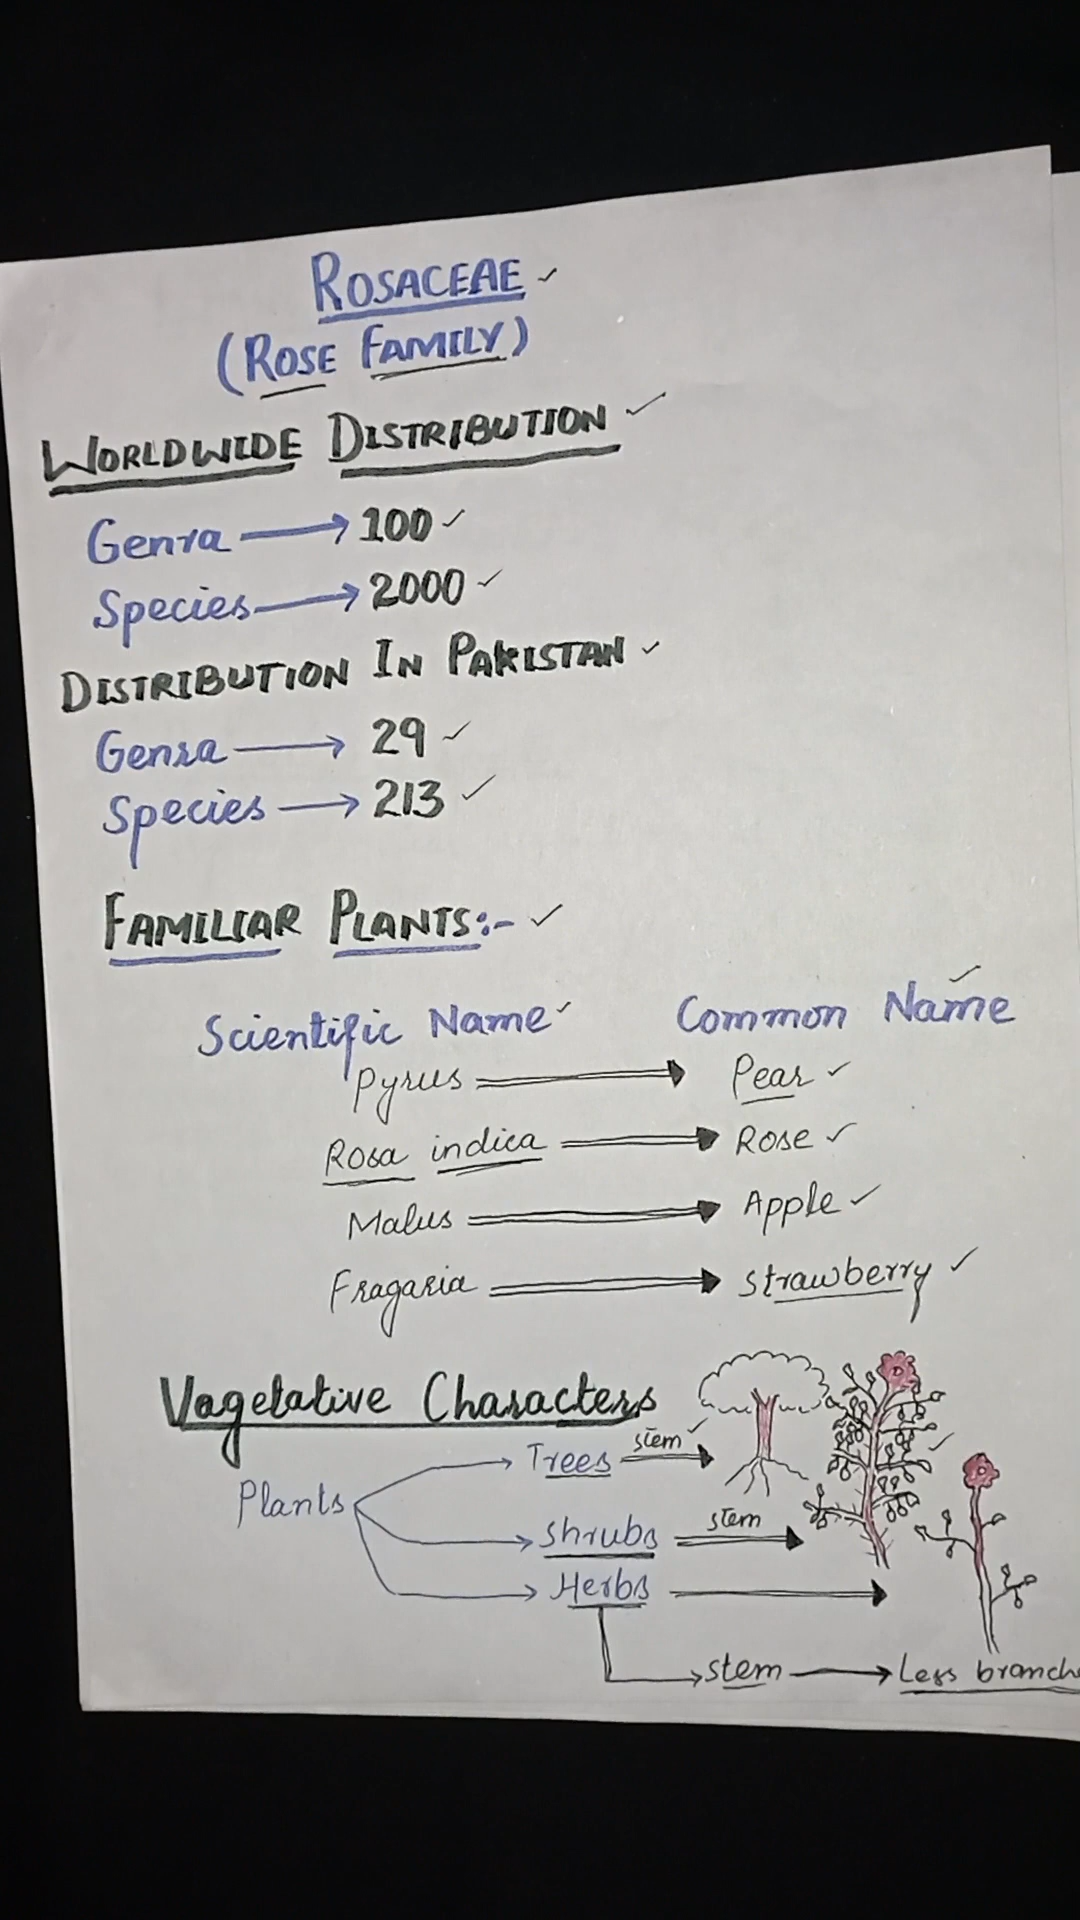 ROSACEAE
(ROSE FAMILY)
WORLDWIDE DISTRIBUTION
Genra → 100
Species → 2000
DISTRIBUTION IN PAKISTAN
Genra → 29
Species → 213
FAMILIAR PLANTS:-
Scientific Name Common Name
Pyrus → Pear
Rosa indica → Rose
Malus → Apple
Fragaria → strawberry
Vagetative Characters
Plants → Trees stem →
→ shrubs stem →
→ Herbs →
→ stem → Less branch